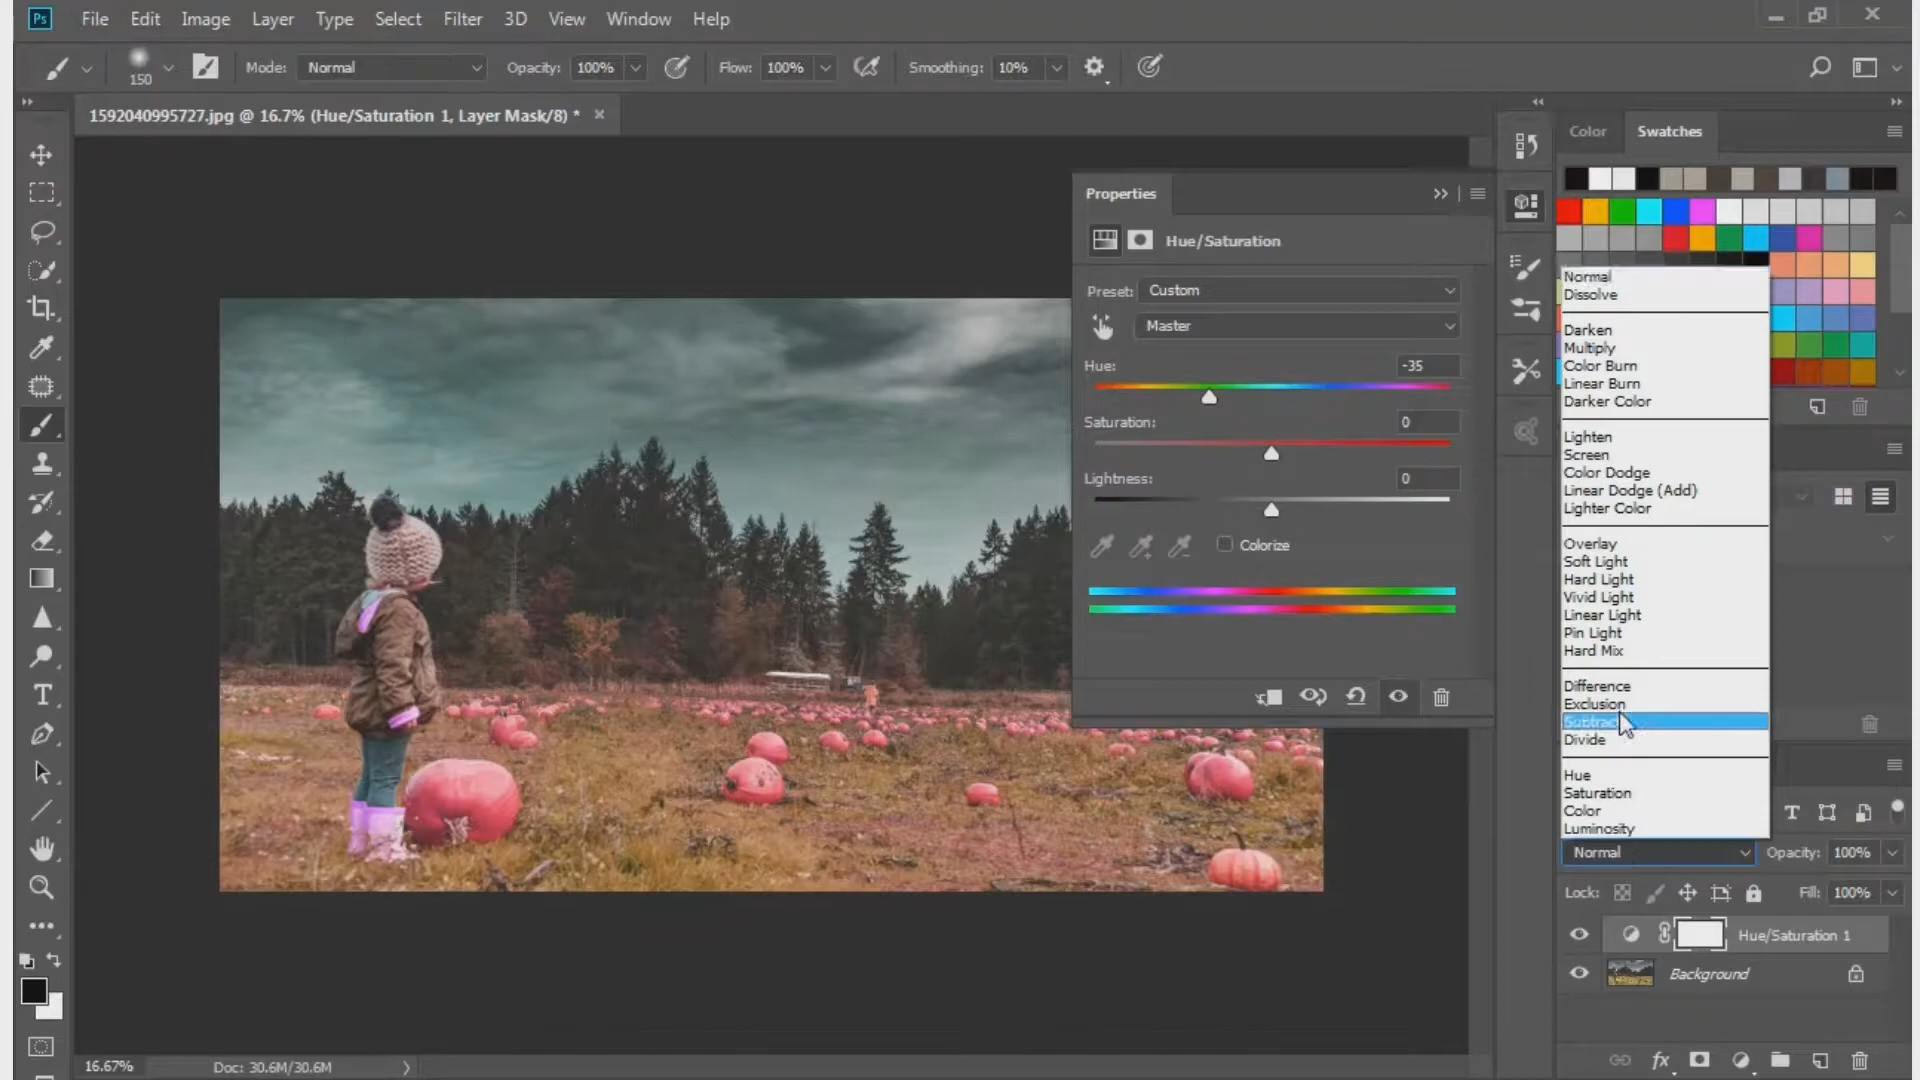 Ps File Edit Image Layer Type Select Filter 3D View Window Help
150 Mode: Normal Opacity: 100% Flow: 100% Smoothing: 10%
1592040995727.jpg @ 16.7% (Hue/Saturation 1, Layer Mask/8) * ×
Color Swatches
Properties
Hue/Saturation
Preset: Custom
Master
Hue: -35
Saturation: 0
Lightness: 0
Colorize
Normal
Dissolve
Darken
Multiply
Color Burn
Linear Burn
Darker Color
Lighten
Screen
Color Dodge
Linear Dodge (Add)
Lighter Color
Overlay
Soft Light
Hard Light
Vivid Light
Linear Light
Pin Light
Hard Mix
Difference
Exclusion
Subtract
Divide
Hue
Saturation
Color
Luminosity
Normal Opacity: 100%
Lock: Fill: 100%
Hue/Saturation 1
Background
fx
16.67% Doc: 30.6M/30.6M